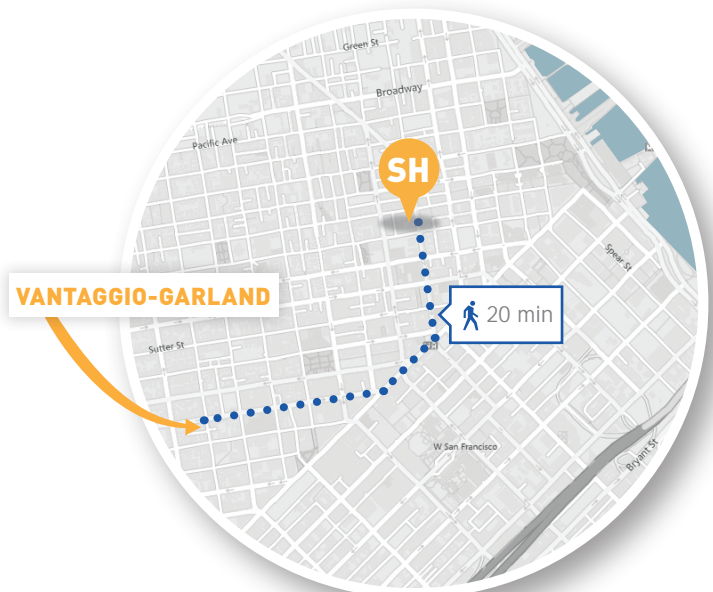 Green St
Broadway
Pacific Ave
SH
Spear St
VANTAGGIO-GARLAND
20 min
Sutter St
W San Francisco
Bryant St